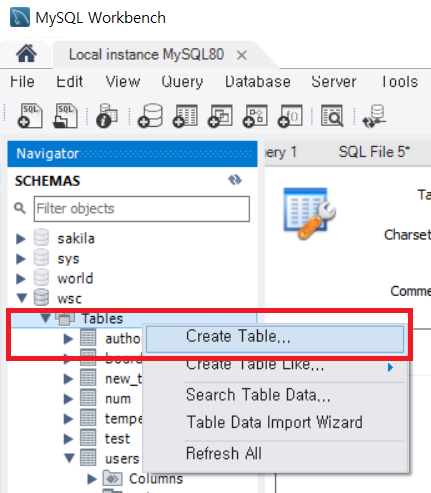 MySQL Workbench
Local instance MySQL80
File Edit View Query Database Server Tools
Navigator
ery 1
SQL File 5*
SCHEMAS
Filter objects
Ta
Charset
Comme
sakila
sys
world
wsc
Tables
autho
board
new_t
num
tempe
test
users
Columns
Create Table...
Create Table Like...
Search Table Data...
Table Data Import Wizard
Refresh All